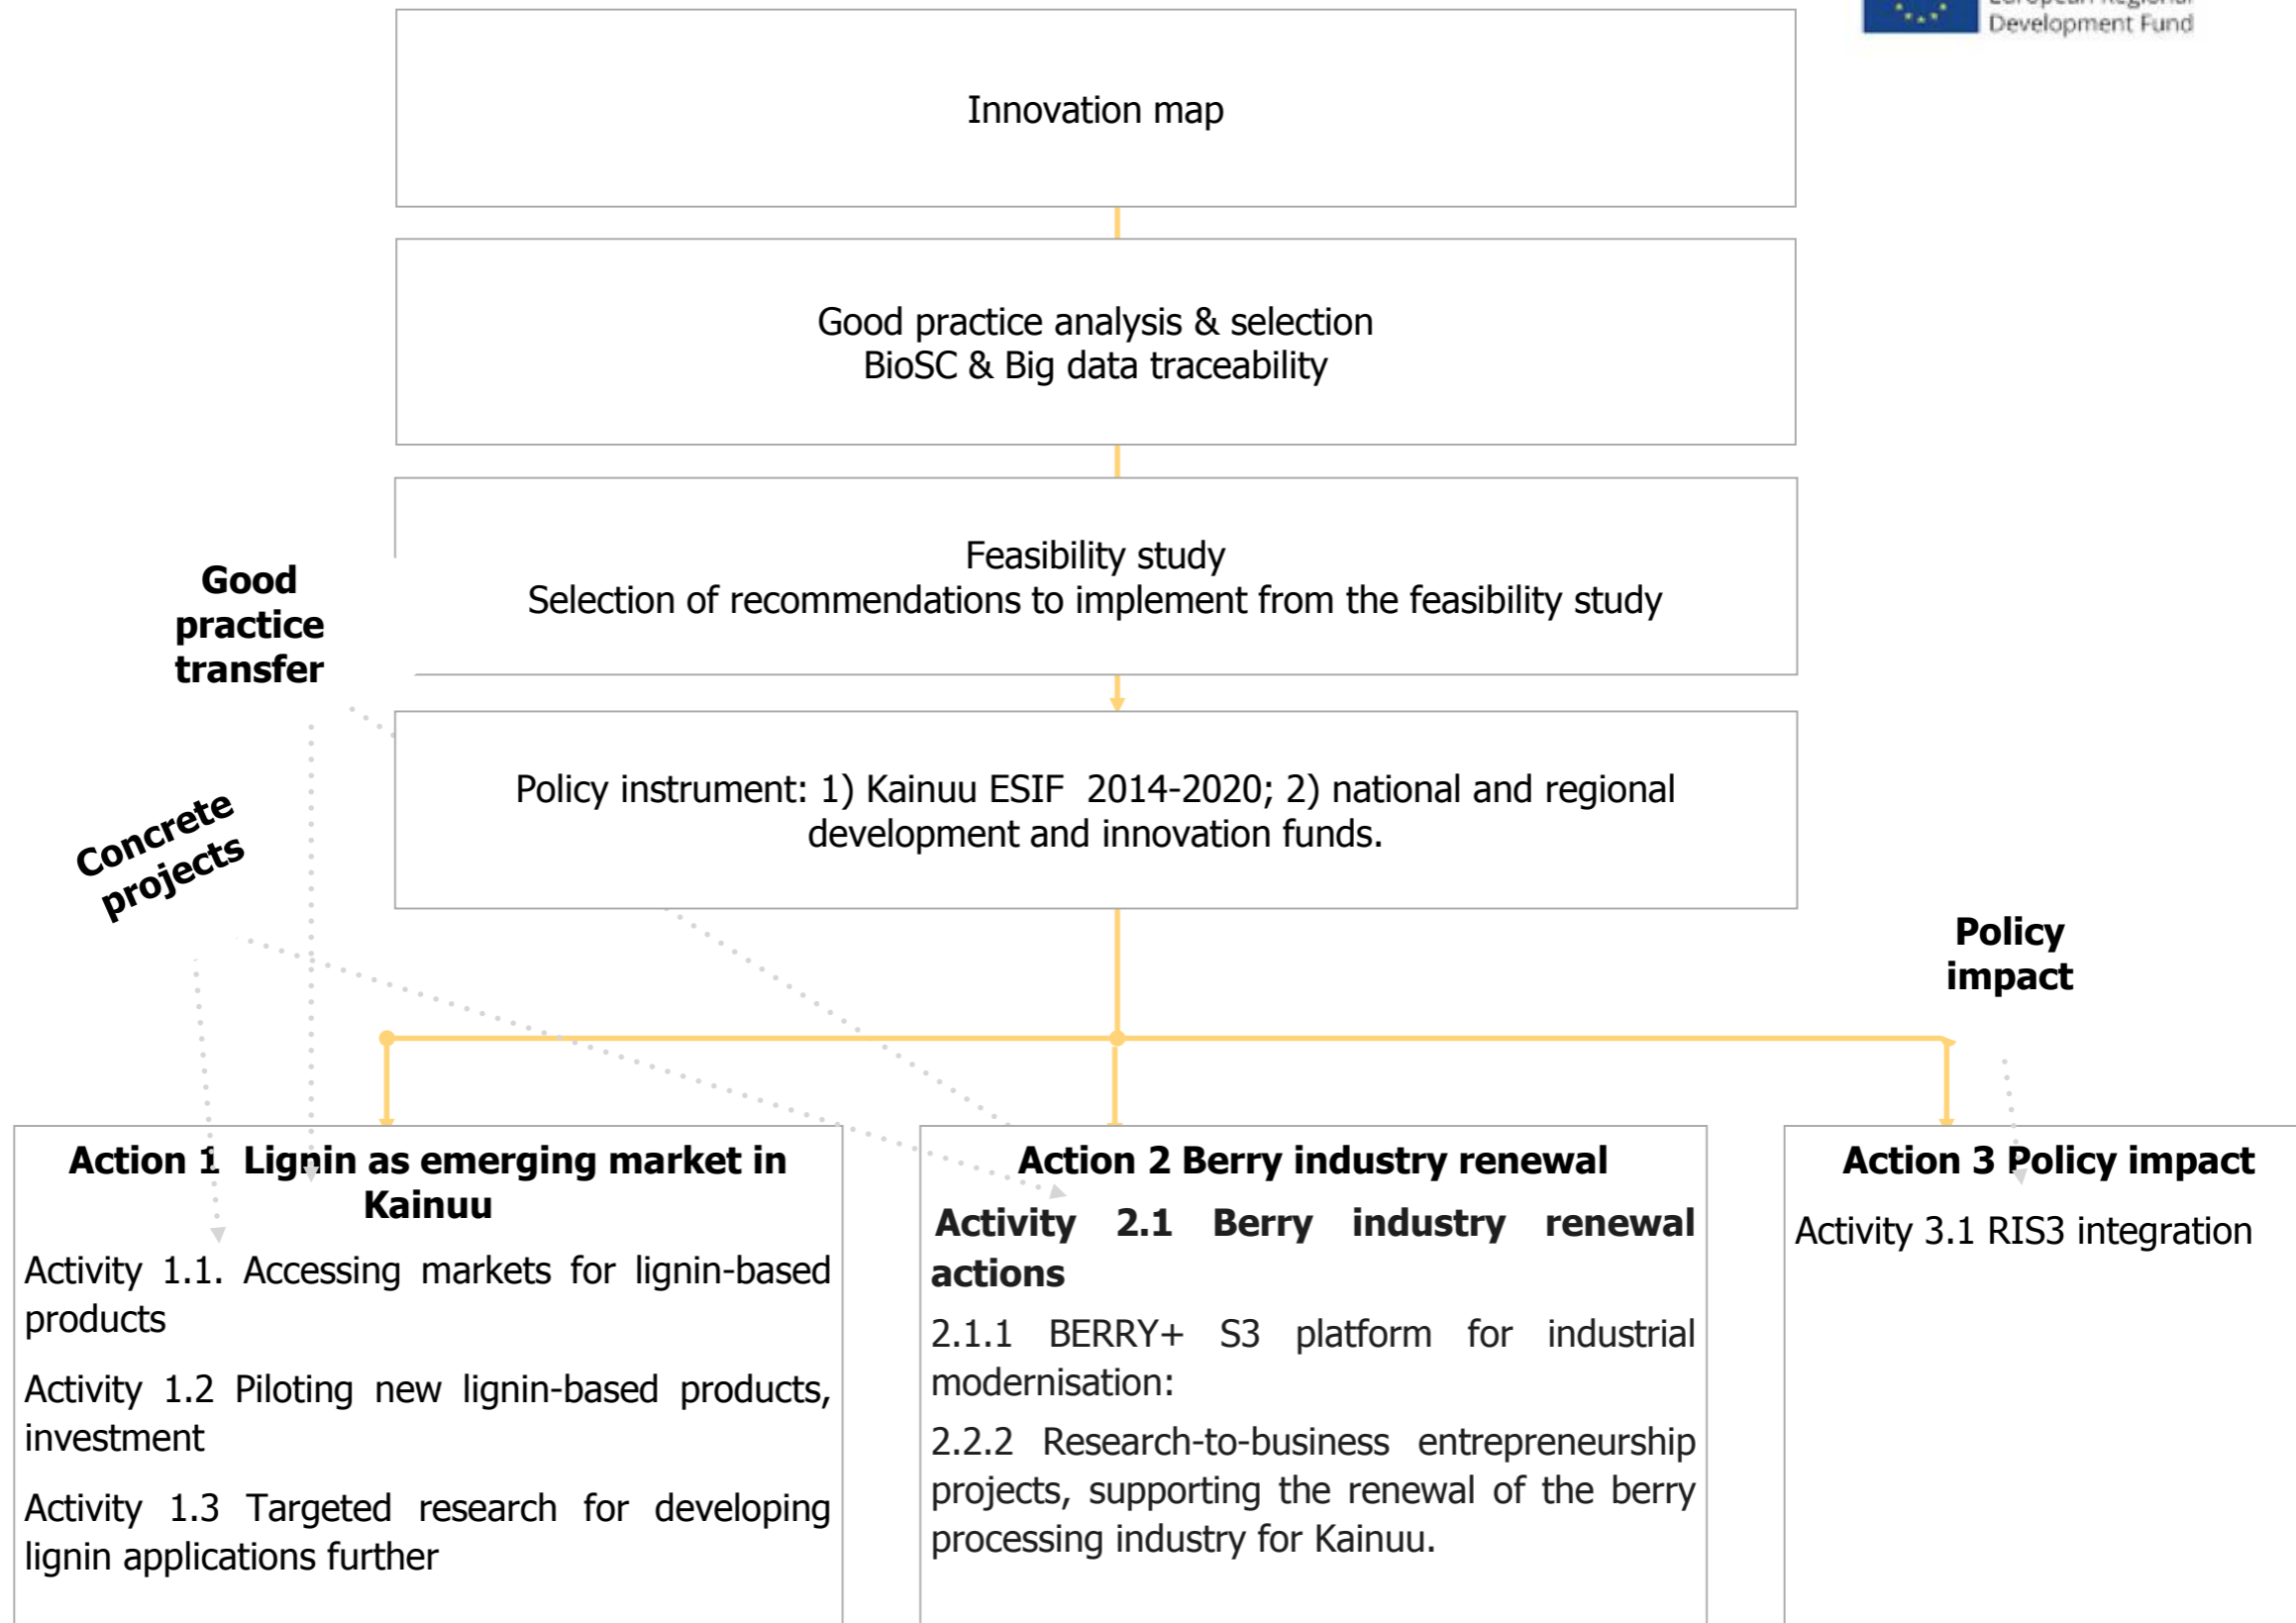 European Regional
Development Fund
Innovation map
Good practice analysis & selection
BioSC & Big data traceability
Feasibility study
Selection of recommendations to implement from the feasibility study
Good
practice
transfer
Policy instrument: 1) Kainuu ESIF 2014-2020; 2) national and regional
development and innovation funds.
Concrete
projects
Policy
impact
Action 1 Lignin as emerging market in
Kainuu
Activity 1.1. Accessing markets for lignin-based
products
Activity 1.2 Piloting new lignin-based products,
investment
Activity 1.3 Targeted research for developing
lignin applications further
Action 2 Berry industry renewal
Activity 2.1 Berry industry renewal
actions
2.1.1 BERRY+ S3 platform for industrial
modernisation:
2.2.2 Research-to-business entrepreneurship
projects, supporting the renewal of the berry
processing industry for Kainuu.
Action 3 Policy impact
Activity 3.1 RIS3 integration